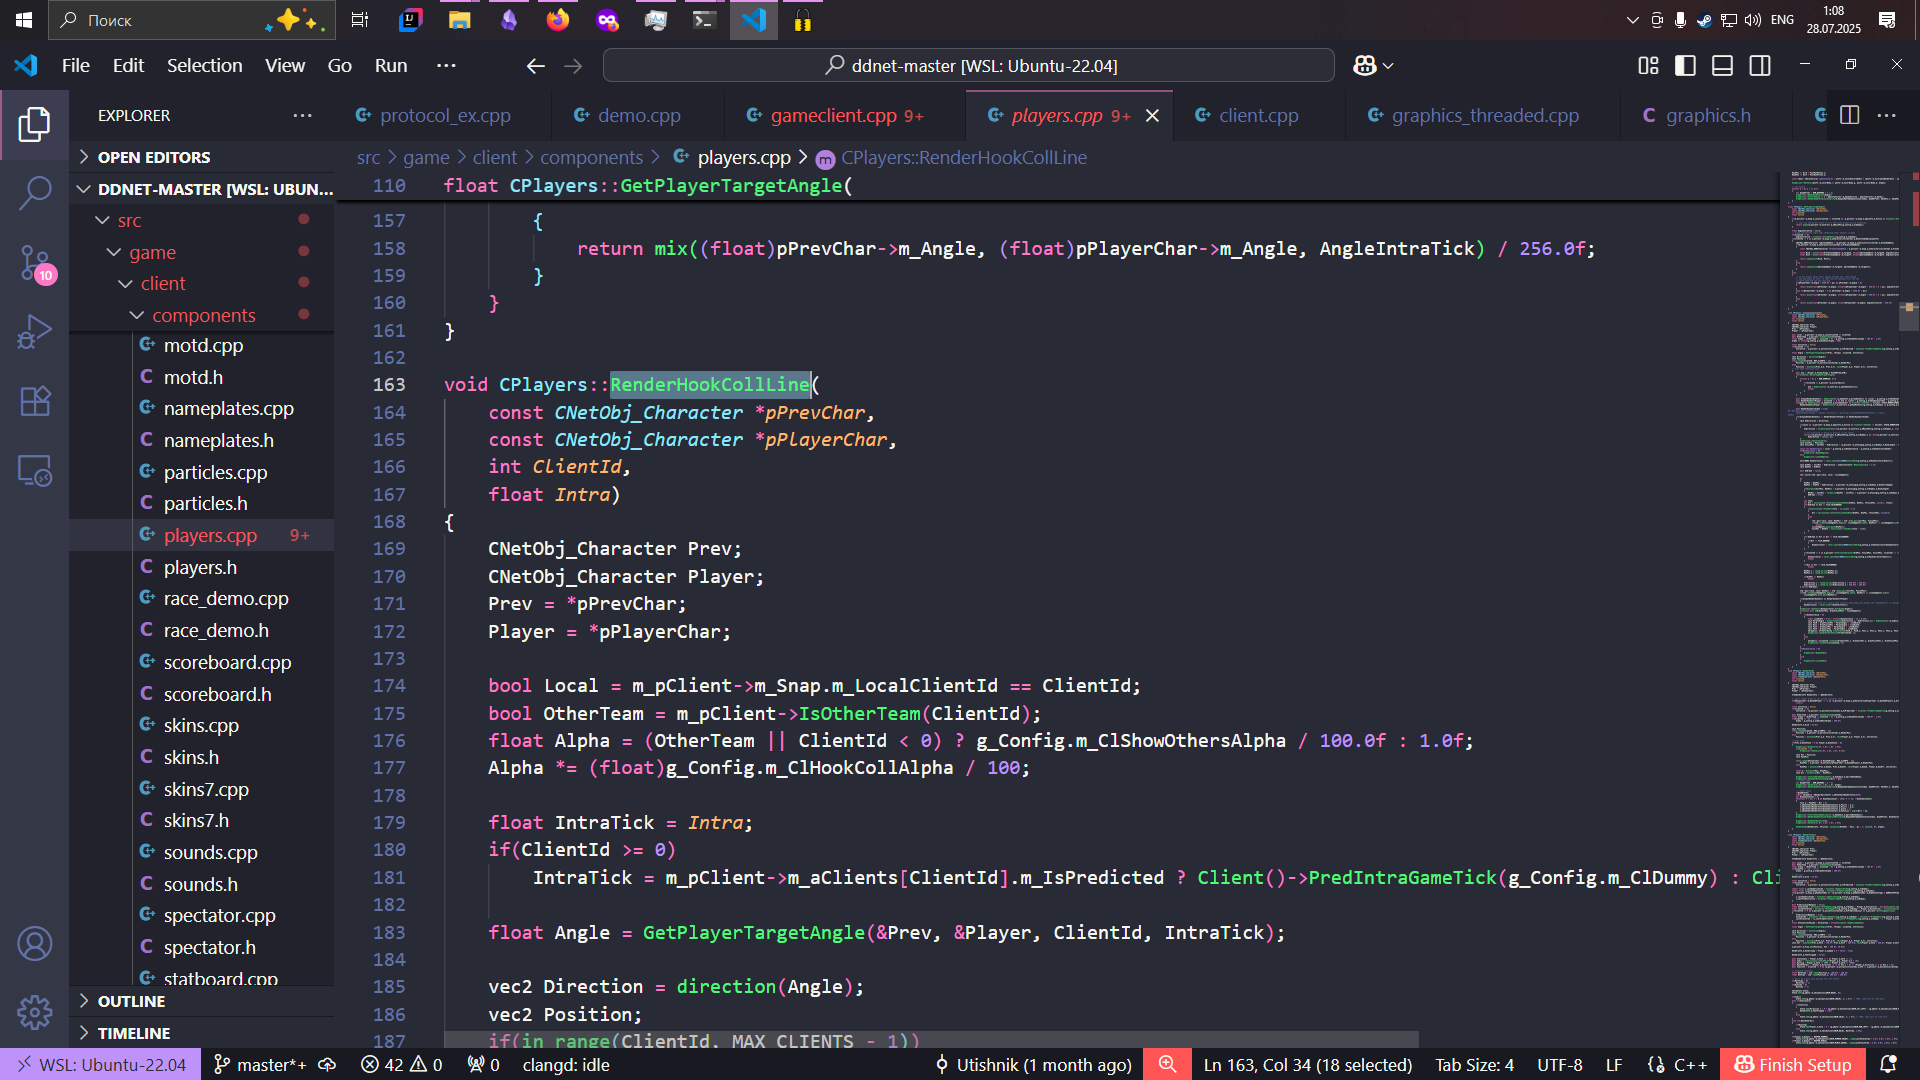 Поиск
ENG
1:08
28.07.2025
File Edit Selection View Go Run ...
ddnet-master [WSL: Ubuntu-22.04]
EXPLORER
protocol_ex.cpp
demo.cpp
gameclient.cpp 9+
players.cpp 9+
client.cpp
graphics_threaded.cpp
graphics.h
OPEN EDITORS
DDNET-MASTER [WSL: UBUN...
src
game
client
components
motd.cpp
motd.h
nameplates.cpp
nameplates.h
particles.cpp
particles.h
players.cpp 9+
players.h
race_demo.cpp
race_demo.h
scoreboard.cpp
scoreboard.h
skins.cpp
skins.h
skins7.cpp
skins7.h
sounds.cpp
sounds.h
spectator.cpp
spectator.h
statboard.cpp
OUTLINE
TIMELINE
10
src > game > client > components > players.cpp > CPlayers::RenderHookCollLine
110 float CPlayers::GetPlayerTargetAngle(
157 {
158 return mix((float)pPrevChar->m_Angle, (float)pPlayerChar->m_Angle, AngleIntraTick) / 256.0f;
159 }
160 }
161 }
162
163 void CPlayers::RenderHookCollLine(
164 const CNetObj_Character *pPrevChar,
165 const CNetObj_Character *pPlayerChar,
166 int ClientId,
167 float Intra)
168 {
169 CNetObj_Character Prev;
170 CNetObj_Character Player;
171 Prev = *pPrevChar;
172 Player = *pPlayerChar;
173
174 bool Local = m_pClient->m_Snap.m_LocalClientId == ClientId;
175 bool OtherTeam = m_pClient->IsOtherTeam(ClientId);
176 float Alpha = (OtherTeam || ClientId < 0) ? g_Config.m_ClShowOthersAlpha / 100.0f : 1.0f;
177 Alpha *= (float)g_Config.m_ClHookCollAlpha / 100;
178
179 float IntraTick = Intra;
180 if(ClientId >= 0)
181 IntraTick = m_pClient->m_aClients[ClientId].m_IsPredicted ? Client()->PredIntraGameTick(g_Config.m_ClDummy) : Cli
182
183 float Angle = GetPlayerTargetAngle(&Prev, &Player, ClientId, IntraTick);
184
185 vec2 Direction = direction(Angle);
186 vec2 Position;
187 if(in_range(ClientId, MAX_CLIENTS - 1))
WSL: Ubuntu-22.04 master*+ 42 0 0 clangd: idle Utishnik (1 month ago) Ln 163, Col 34 (18 selected) Tab Size: 4 UTF-8 LF {} C++ Finish Setup